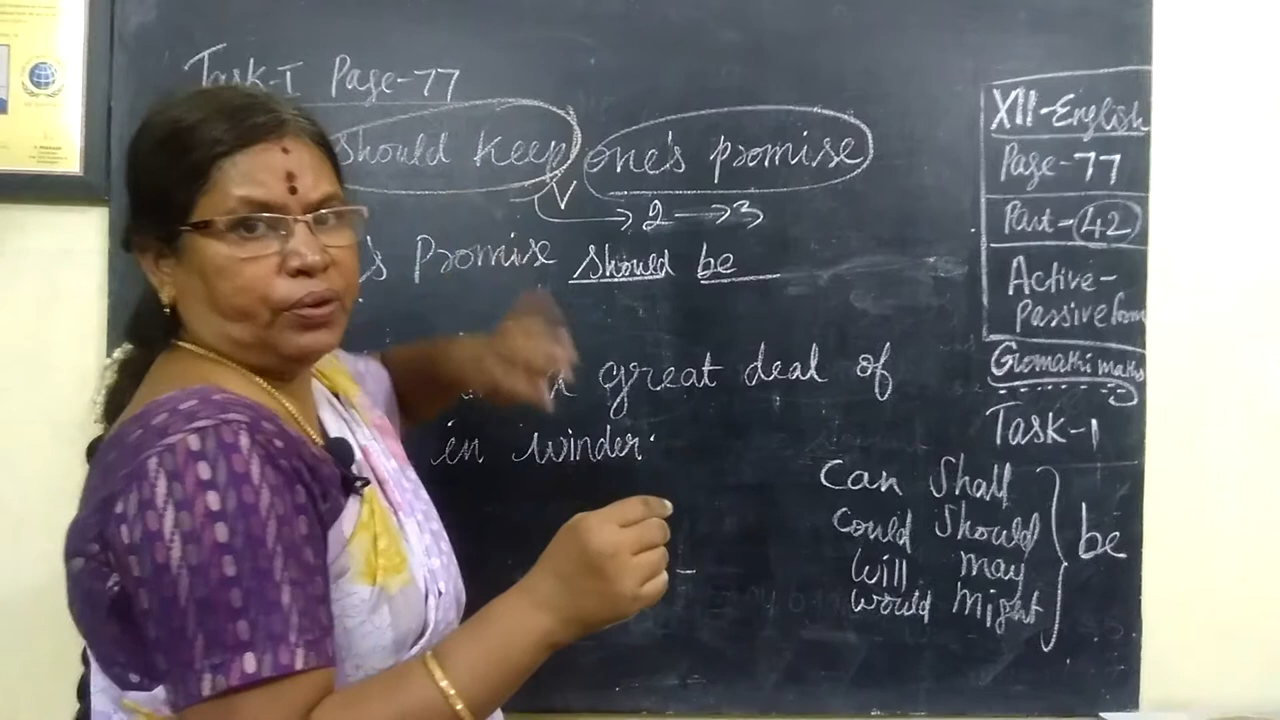 Task-I Page-77
should keep one's promise
V
2 → 3
's Promise should be
great deal of
in winder.
XII-English
Page-77
Part-42
Active-
Passive form
Gomathi maths
Task-1
Can Shall
Could Should
Will may
would Might
be